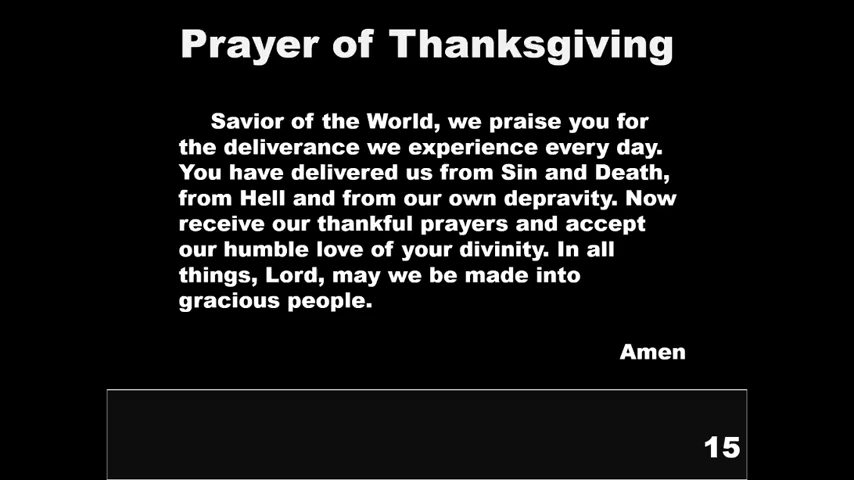 Prayer of Thanksgiving
Savior of the World, we praise you for
the deliverance we experience every day.
You have delivered us from Sin and Death,
from Hell and from our own depravity. Now
receive our thankful prayers and accept
our humble love of your divinity. In all
things, Lord, may we be made into
gracious people.
Amen
15